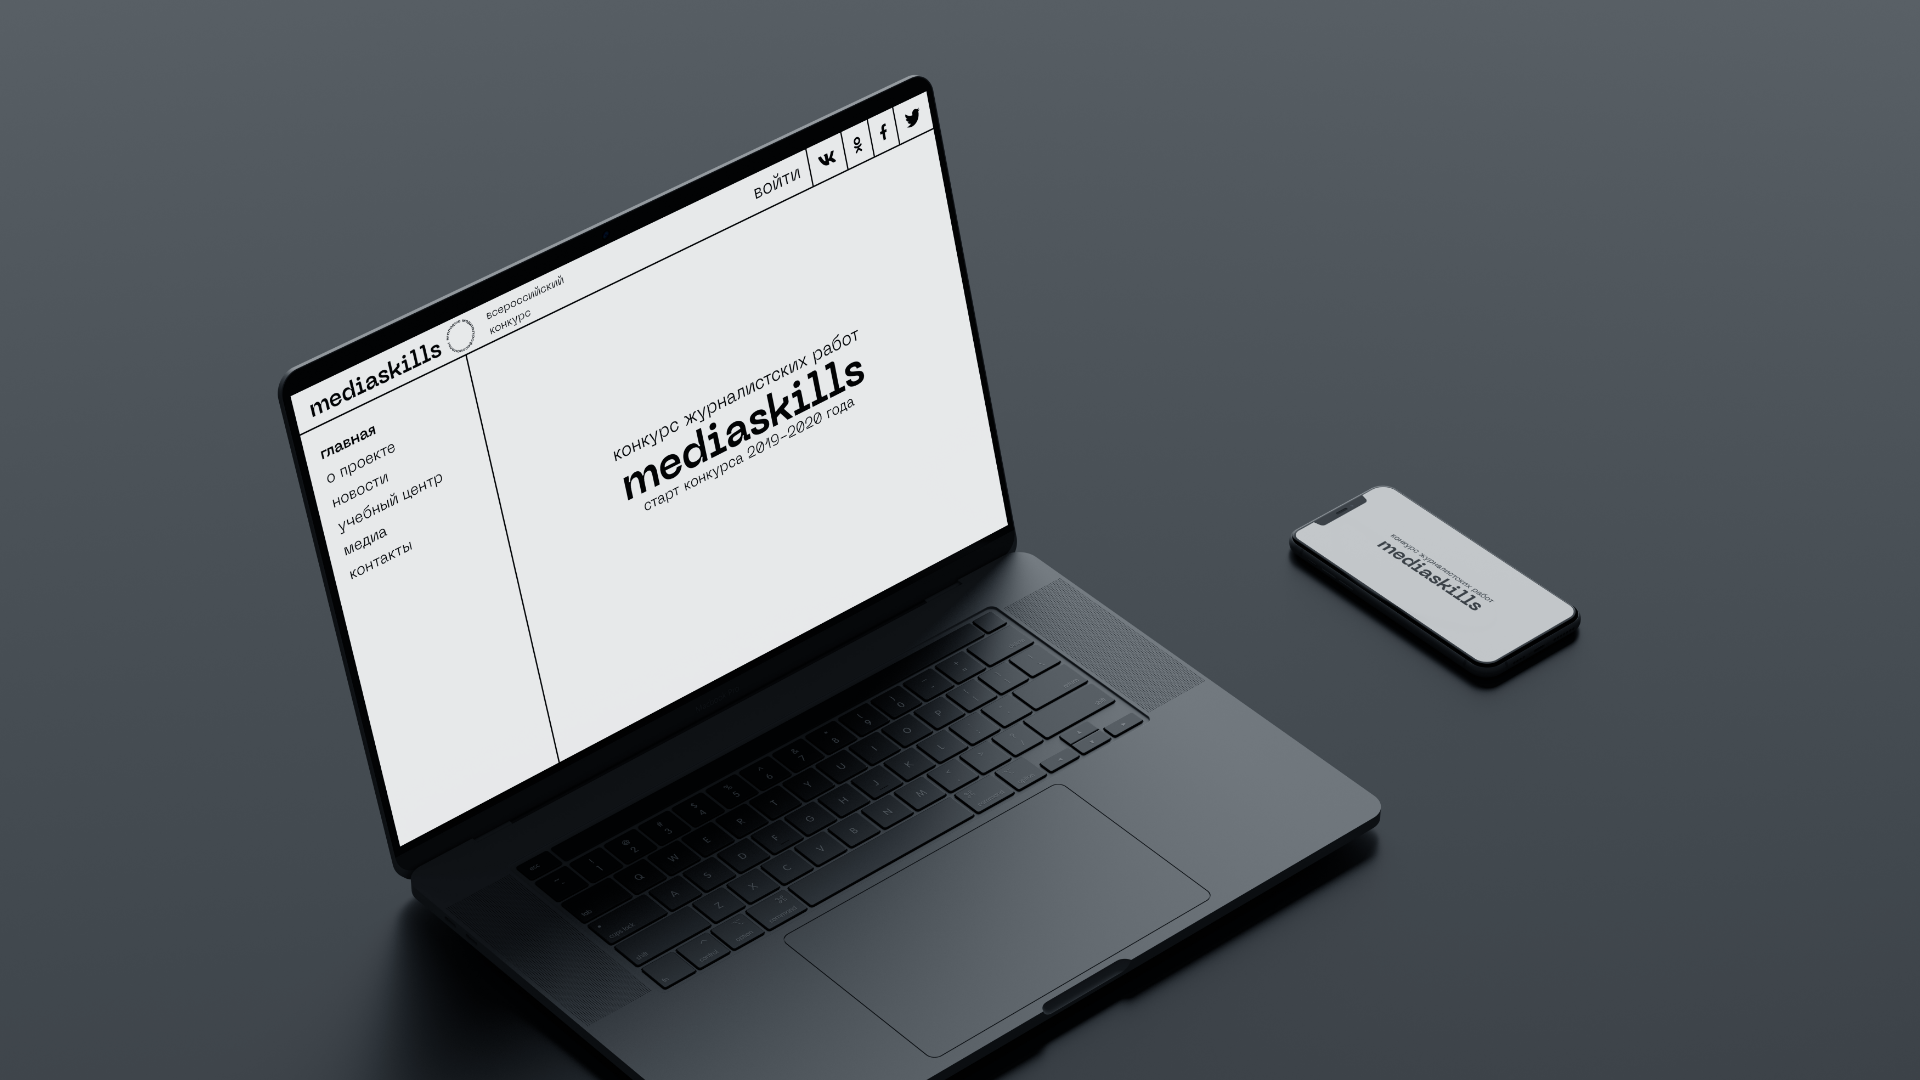 mediaskills
всероссийский
конкурс
ВОЙТИ
главная
о проекте
новости
учебный центр
медиа
контакты
конкурс журналистских работ
mediaskills
старт конкурса 2019-2020 года
конкурс журналистских работ
mediaskills